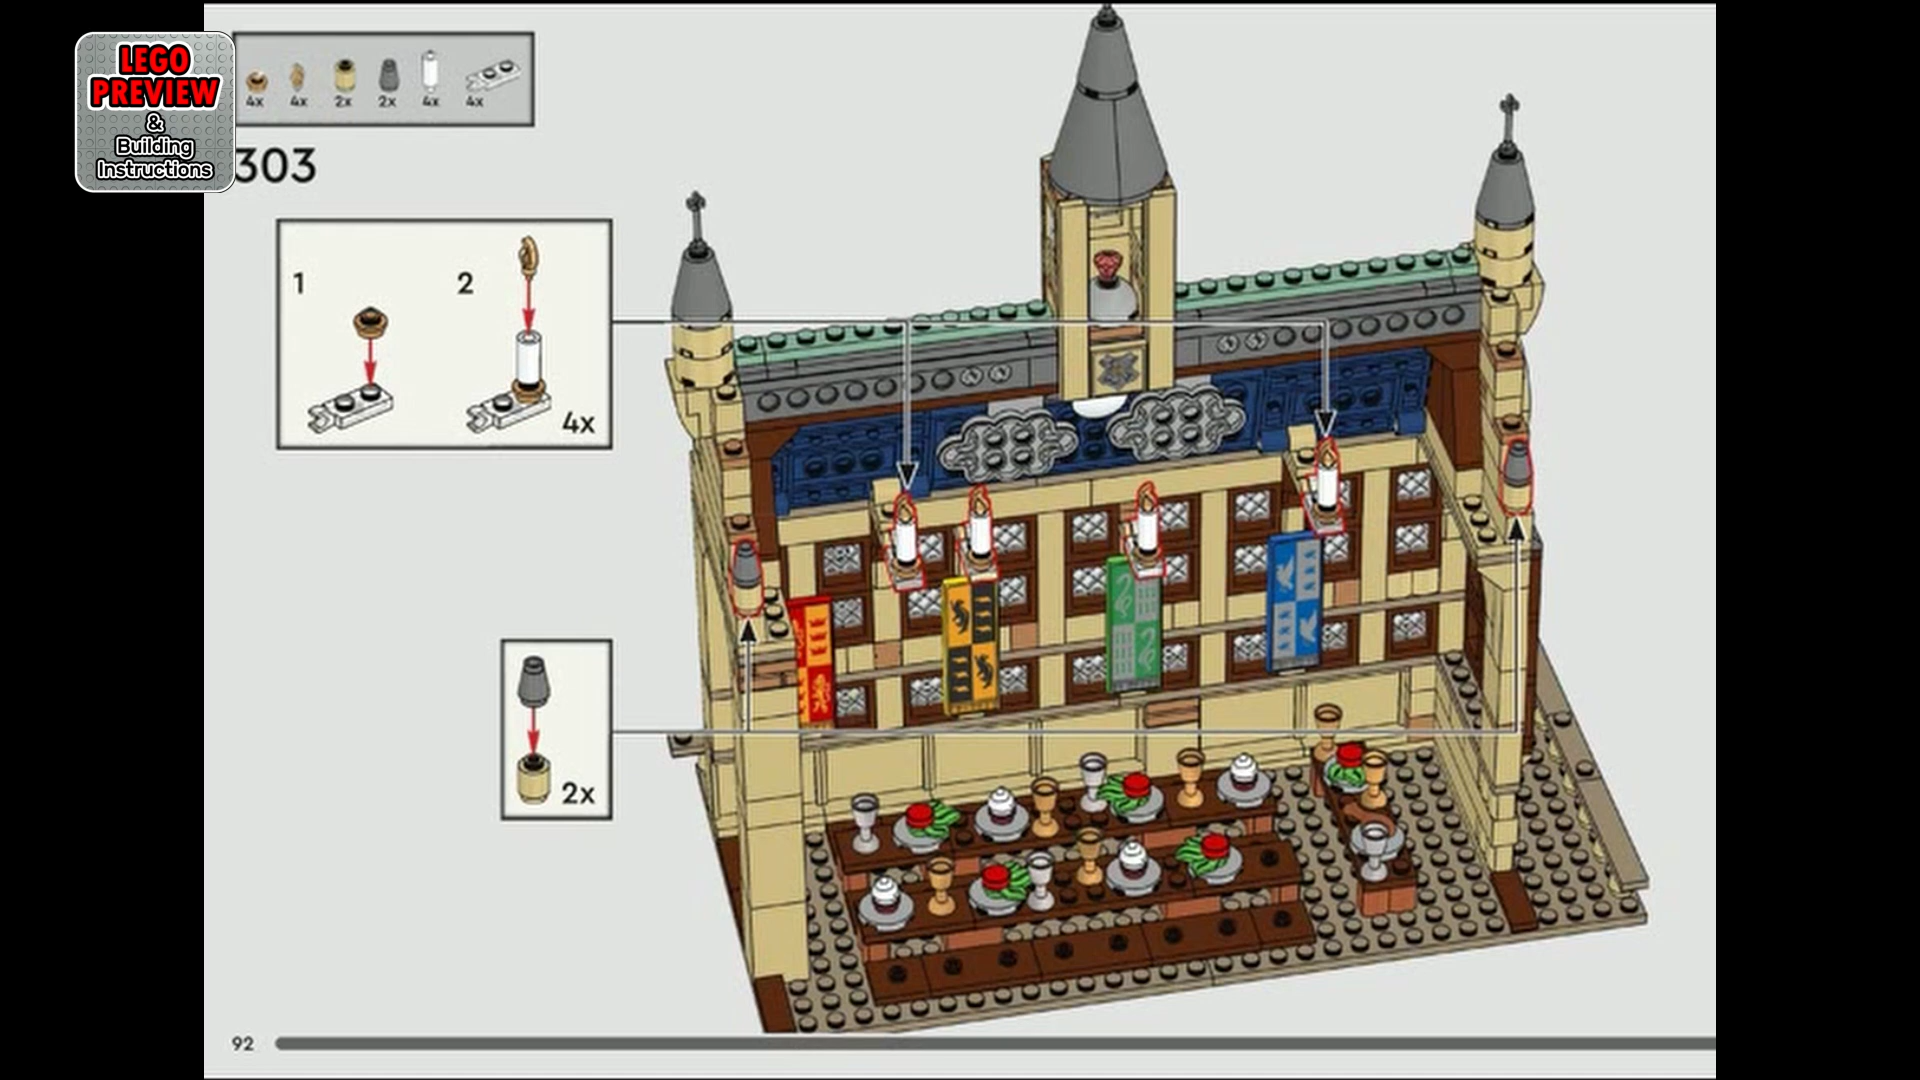 LEGO
PREVIEW
&
Building
Instructions
4x 4x 2x 2x 4x 4x
303
1 2
4x
2x
92